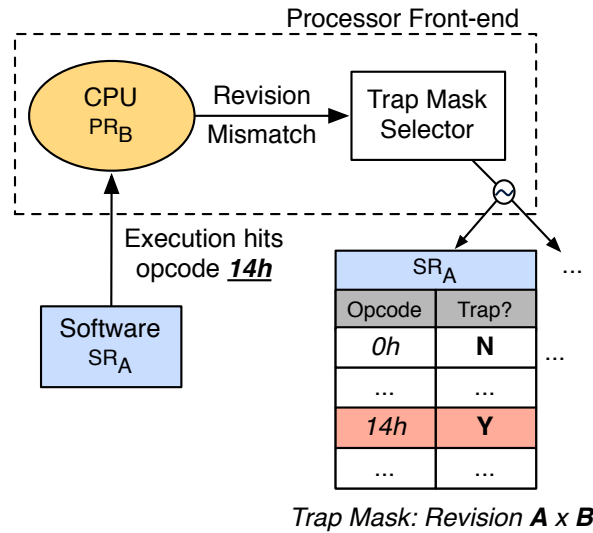 Processor Front-end
CPU
PRB
Revision
Mismatch
Trap Mask
Selector
Execution hits
opcode 14h
Software
SRA
SRA
...
Opcode Trap?
0h N
...
... ...
14h Y
... ...
Trap Mask: Revision A x B